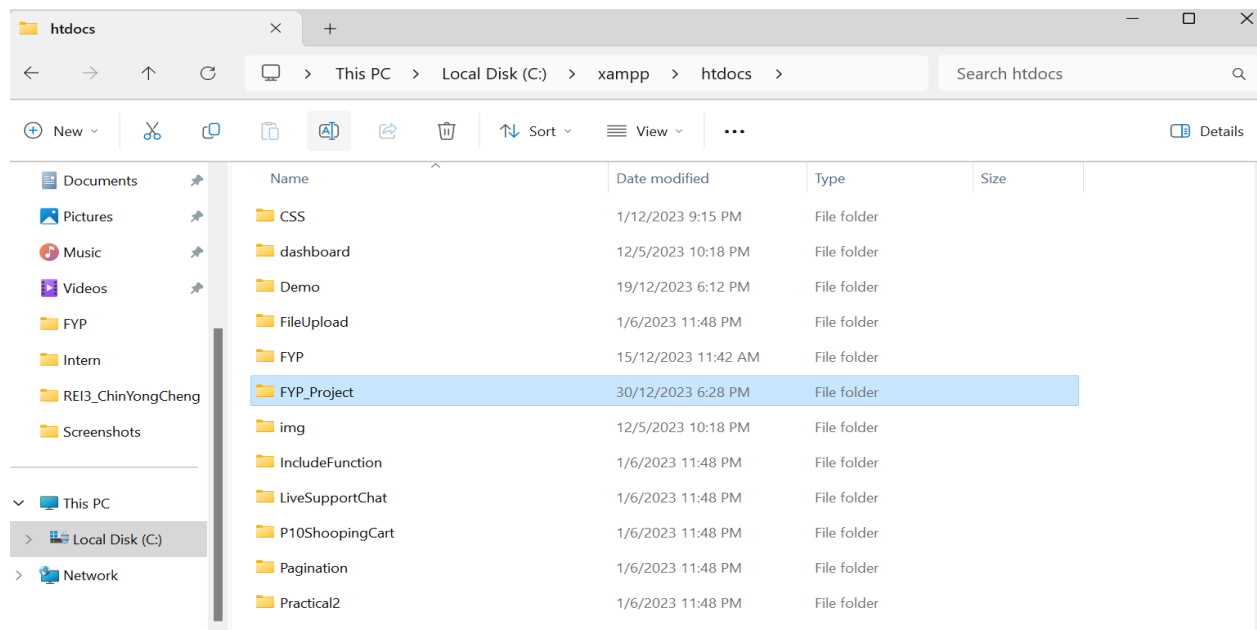 htdocs
This PC > Local Disk (C:) > xampp > htdocs >
Search htdocs
New
Sort
View
Details
Documents
Pictures
Music
Videos
FYP
Intern
REI3_ChinYongCheng
Screenshots
This PC
Local Disk (C:)
Network
Name Date modified Type Size
CSS 1/12/2023 9:15 PM File folder
dashboard 12/5/2023 10:18 PM File folder
Demo 19/12/2023 6:12 PM File folder
FileUpload 1/6/2023 11:48 PM File folder
FYP 15/12/2023 11:42 AM File folder
FYP_Project 30/12/2023 6:28 PM File folder
img 12/5/2023 10:18 PM File folder
IncludeFunction 1/6/2023 11:48 PM File folder
LiveSupportChat 1/6/2023 11:48 PM File folder
P10ShoopingCart 1/6/2023 11:48 PM File folder
Pagination 1/6/2023 11:48 PM File folder
Practical2 1/6/2023 11:48 PM File folder